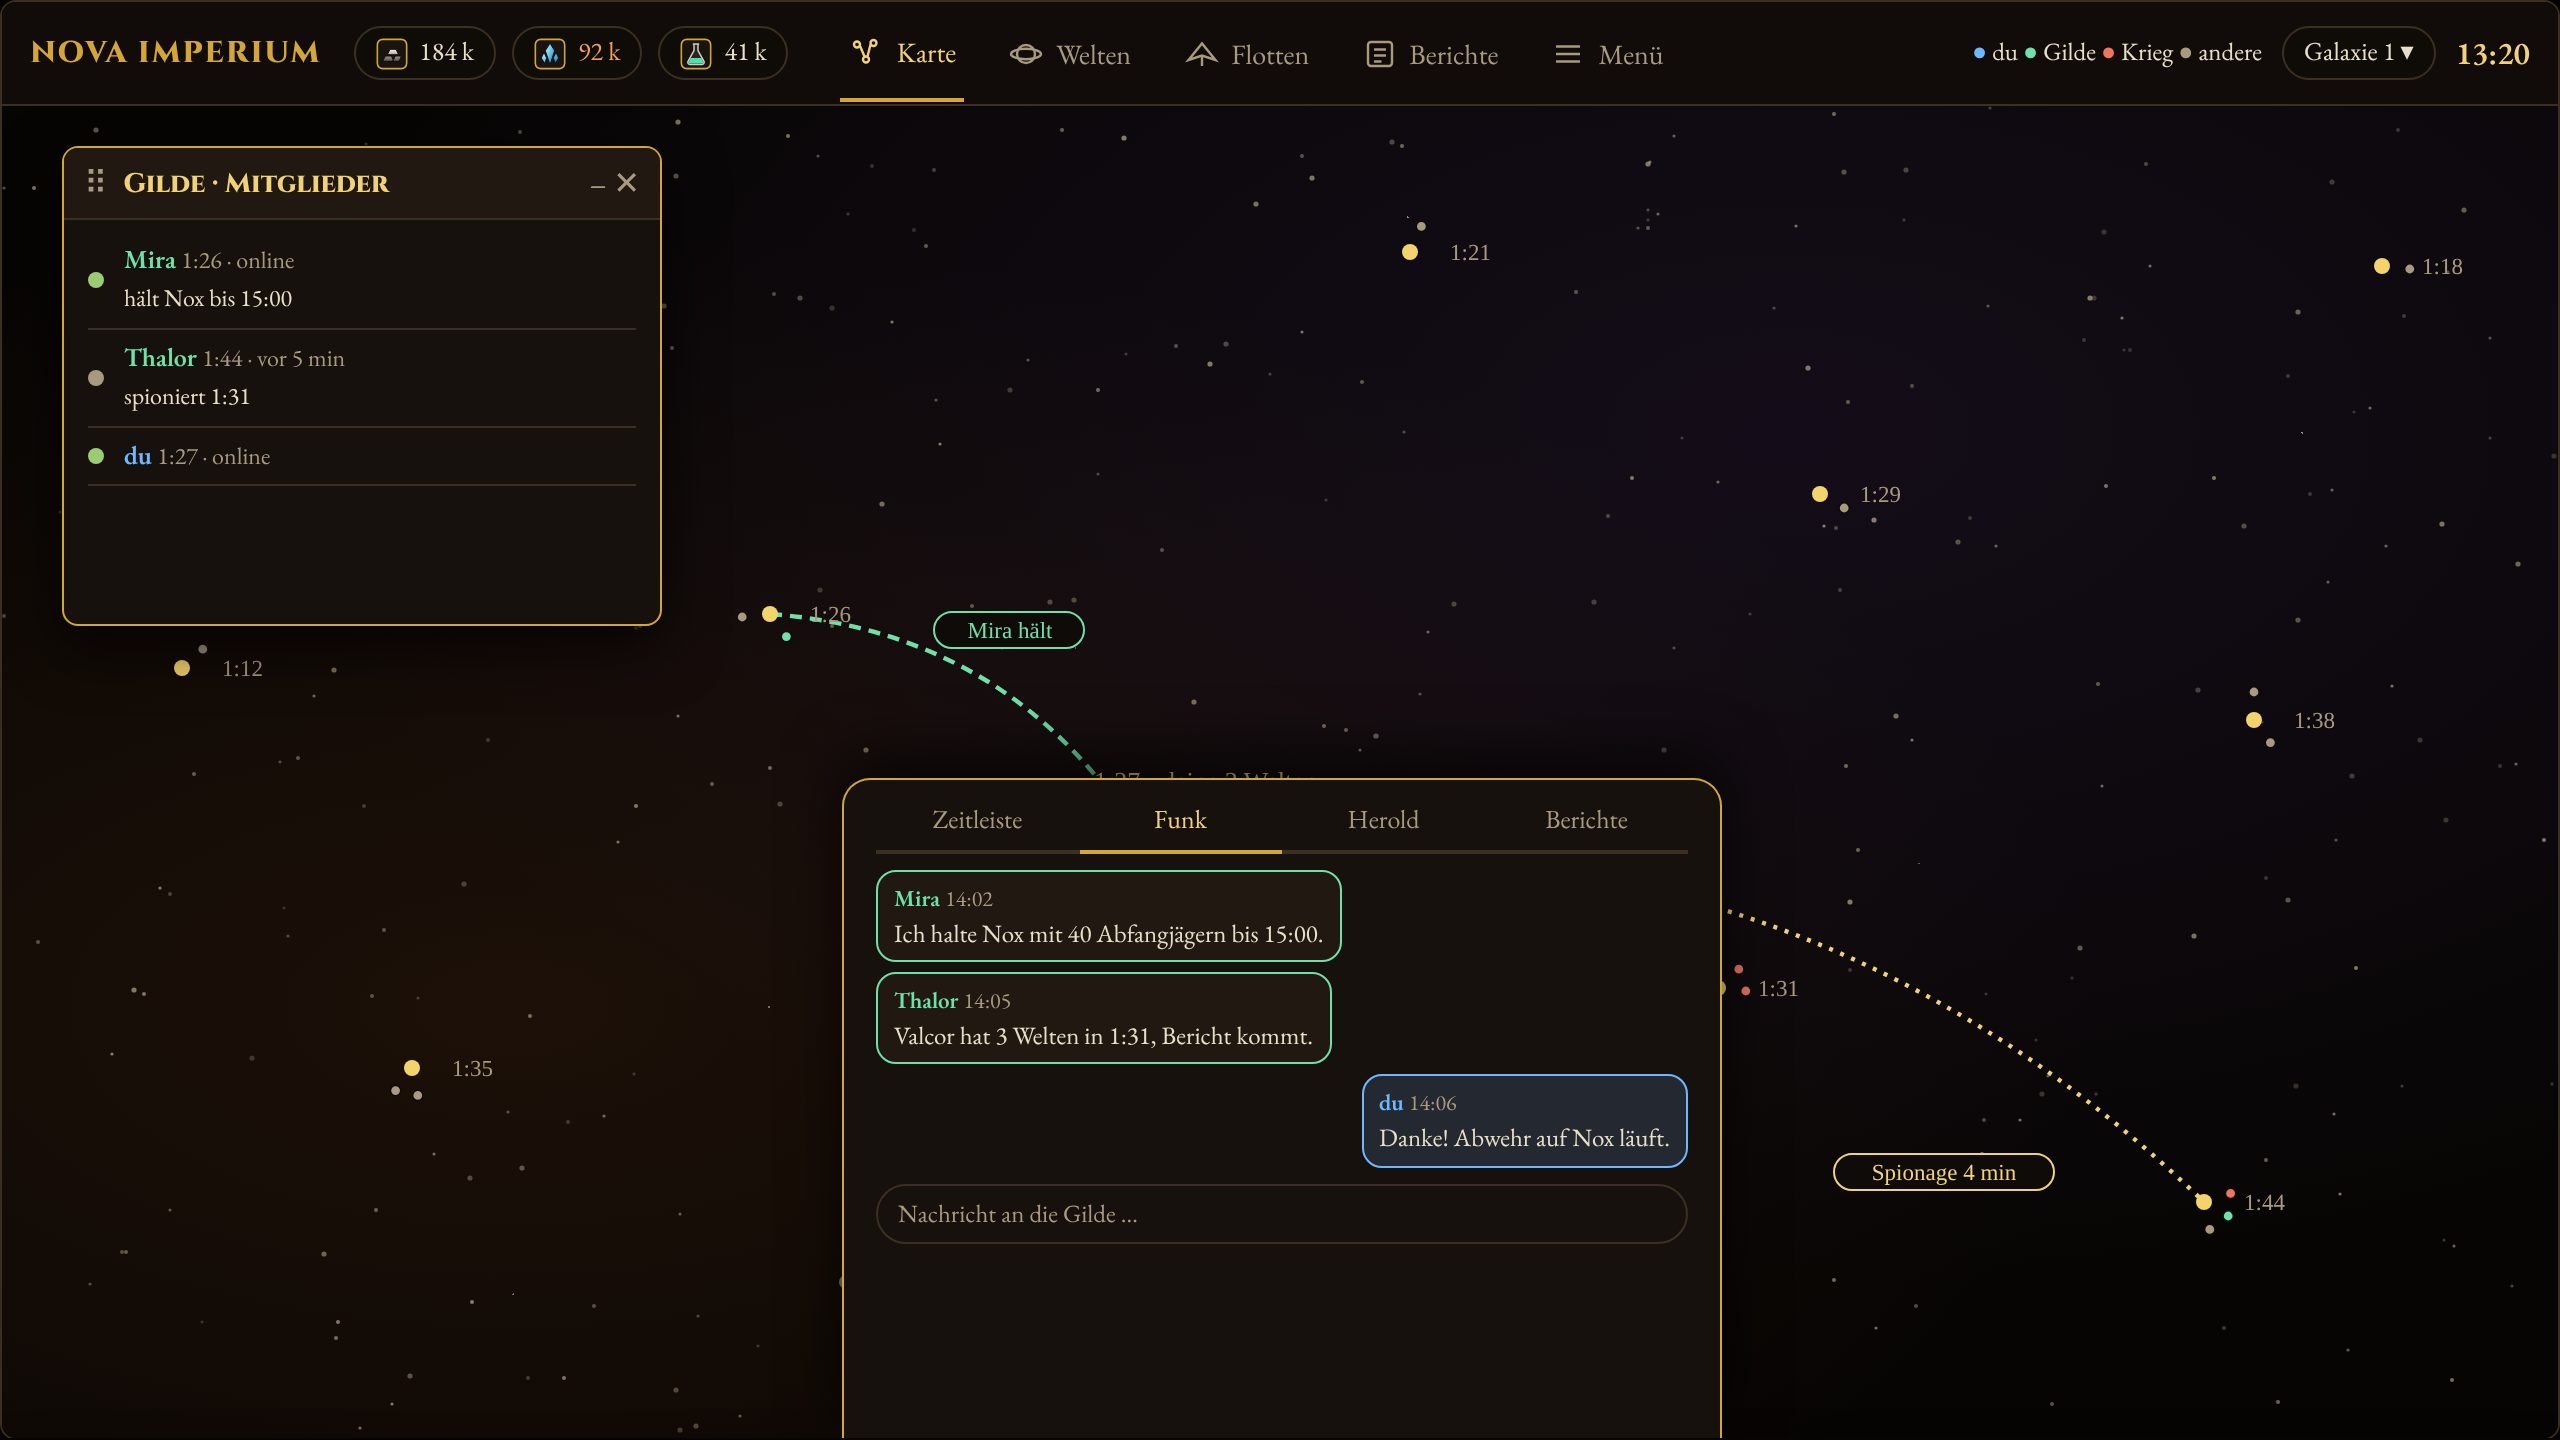 NOVA IMPERIUM
184 k
92 k
41 k
Karte
Welten
Flotten
Berichte
Menü
du Gilde Krieg andere
Galaxie 1 ▾
13:20
Gilde · Mitglieder
Mira 1:26 · online
hält Nox bis 15:00
Thalor 1:44 · vor 5 min
spioniert 1:31
du 1:27 · online
1:21
1:18
1:29
1:26
Mira hält
1:12
1:38
Zeitleiste
Funk
Herold
Berichte
Mira 14:02
Ich halte Nox mit 40 Abfangjägern bis 15:00.
Thalor 14:05
Valcor hat 3 Welten in 1:31, Bericht kommt.
du 14:06
Danke! Abwehr auf Nox läuft.
Nachricht an die Gilde ...
1:31
1:35
Spionage 4 min
1:44